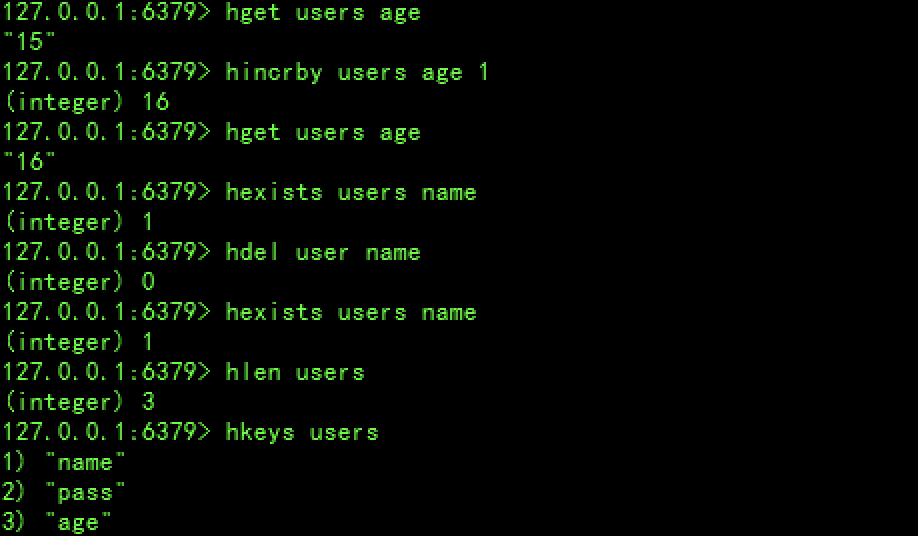 127.0.0.1:6379> hget users age
"15"
127.0.0.1:6379> hincrby users age 1
(integer) 16
127.0.0.1:6379> hget users age
"16"
127.0.0.1:6379> hexists users name
(integer) 1
127.0.0.1:6379> hdel user name
(integer) 0
127.0.0.1:6379> hexists users name
(integer) 1
127.0.0.1:6379> hlen users
(integer) 3
127.0.0.1:6379> hkeys users
1) "name"
2) "pass"
3) "age"